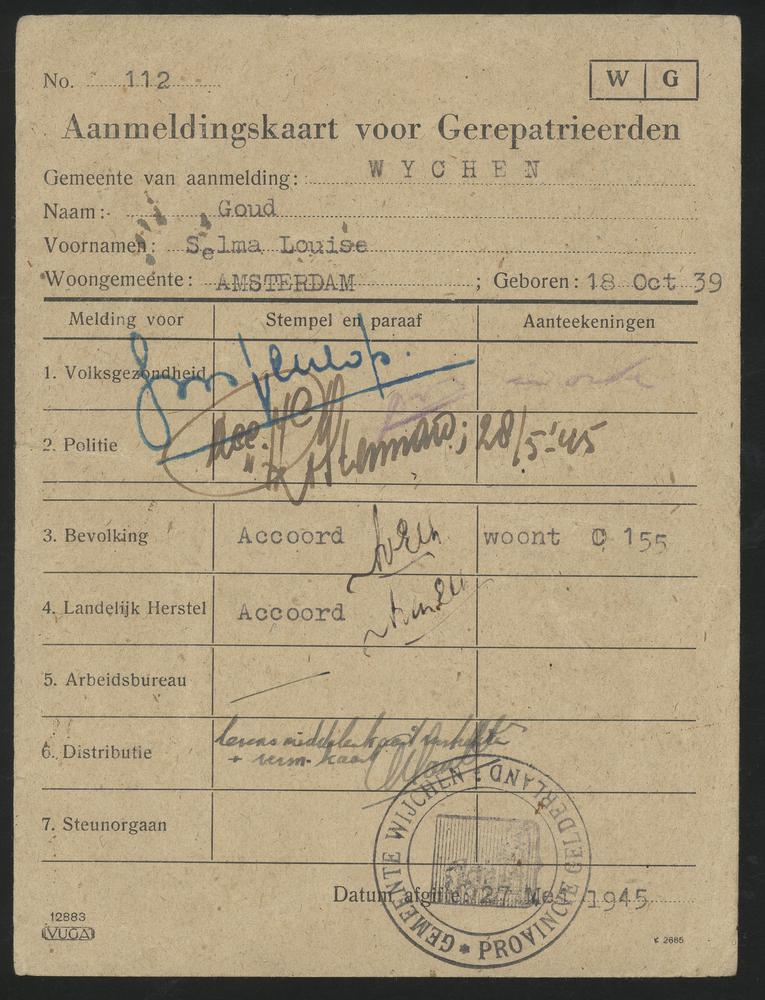 No. 112
W G
Aanmeldingskaart voor Gerepatrieerden
Gemeente van aanmelding: WYCHEN
Naam: Goud
Voornamen: Selma Louise
Woongemeente: AMSTERDAM ; Geboren: 18 Oct 39
Melding voor Stempel en paraaf Aanteekeningen
1. Volksgezondheid
2. Politie 28/5-'45
3. Bevolking Accoord woont C 155
4. Landelijk Herstel Accoord
5. Arbeidsbureau
6. Distributie levensmiddelenkaart
+ kaart
7. Steunorgaan
Datum afgifte: 27 Mei 1945
GEMEENTE WIJCHEN: PROVINCIE GELDERLAND
12883
VUGA
K 2685